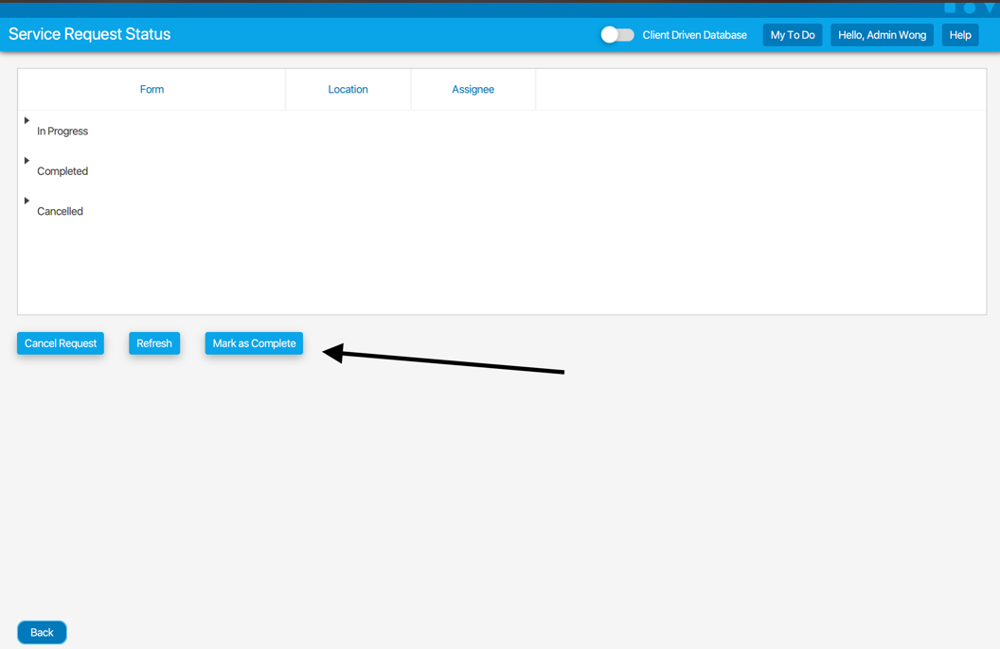 Service Request Status
Client Driven Database
My To Do
Hello, Admin Wong
Help
Form
Location
Assignee
In Progress
Completed
Cancelled
Cancel Request
Refresh
Mark as Complete
Back